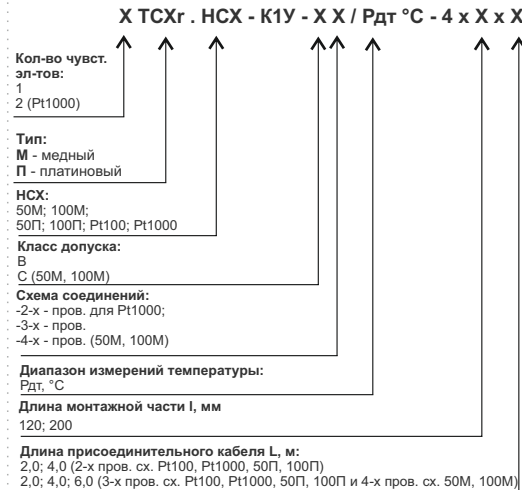 X ТСХr . НСХ - К1У - X X / Рдт °С - 4 x X x X
Кол-во чувст.
эл-тов:
1
2 (Pt1000)
Тип:
М - медный
П - платиновый
НСХ:
50М; 100М;
50П; 100П; Pt100; Pt1000
Класс допуска:
В
С (50М, 100М)
Схема соединений:
-2-х - пров. для Pt1000;
-3-х - пров.
-4-х - пров. (50М, 100М)
Диапазон измерений температуры:
Рдт, °С
Длина монтажной части l, мм
120; 200
Длина присоединительного кабеля L, м:
2,0; 4,0 (2-х пров. сх. Pt100, Pt1000, 50П, 100П)
2,0; 4,0; 6,0 (3-х пров. сх. Pt100, Pt1000, 50П, 100П и 4-х пров. сх. 50М, 100М)